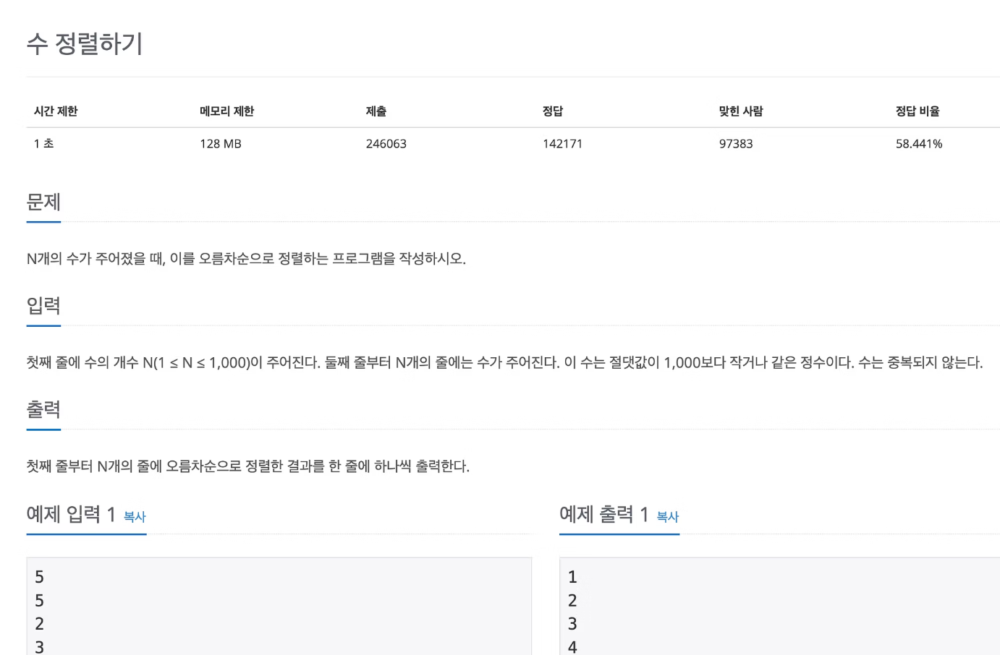 수 정렬하기
시간 제한 메모리 제한 제출 정답 맞힌 사람 정답 비율
1 초 128 MB 246063 142171 97383 58.441%
문제
N개의 수가 주어졌을 때, 이를 오름차순으로 정렬하는 프로그램을 작성하시오.
입력
첫째 줄에 수의 개수 N(1 ≤ N ≤ 1,000)이 주어진다. 둘째 줄부터 N개의 줄에는 수가 주어진다. 이 수는 절댓값이 1,000보다 작거나 같은 정수이다. 수는 중복되지 않는다.
출력
첫째 줄부터 N개의 줄에 오름차순으로 정렬한 결과를 한 줄에 하나씩 출력한다.
예제 입력 1 복사
5
5
2
3
예제 출력 1 복사
1
2
3
4